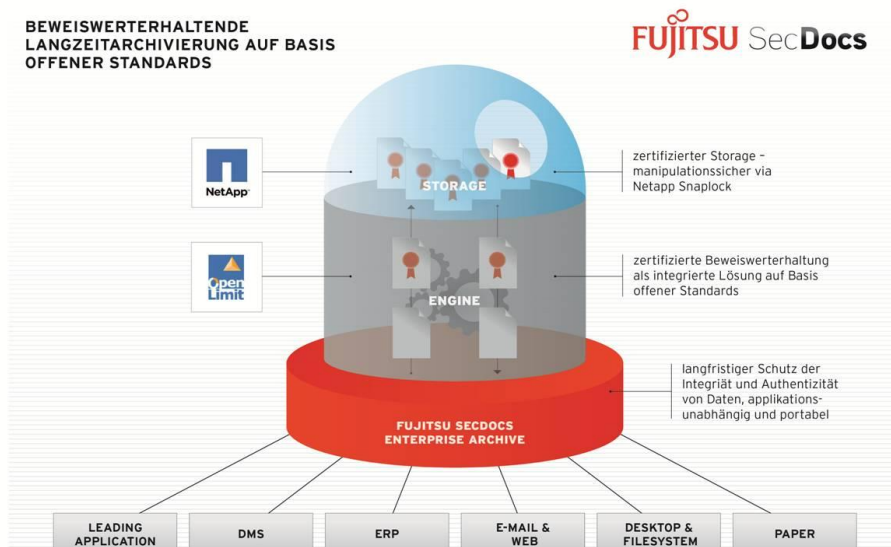 BEWEISWERTERHALTENDE
LANGZEITARCHIVIERUNG AUF BASIS
OFFENER STANDARDS
FUJITSU SecDocs
NetApp
zertifizierter Storage –
manipulationssicher via
Netapp Snaplock
STORAGE
Open
Limit
zertifizierte Beweiswerterhaltung
als integrierte Lösung auf Basis
offener Standards
ENGINE
langfristiger Schutz der
Integriät und Authentizität
von Daten, applikations-
unabhängig und portabel
FUJITSU SECDOCS
ENTERPRISE ARCHIVE
LEADING
APPLICATION
DMS
ERP
E-MAIL &
WEB
DESKTOP &
FILESYSTEM
PAPER